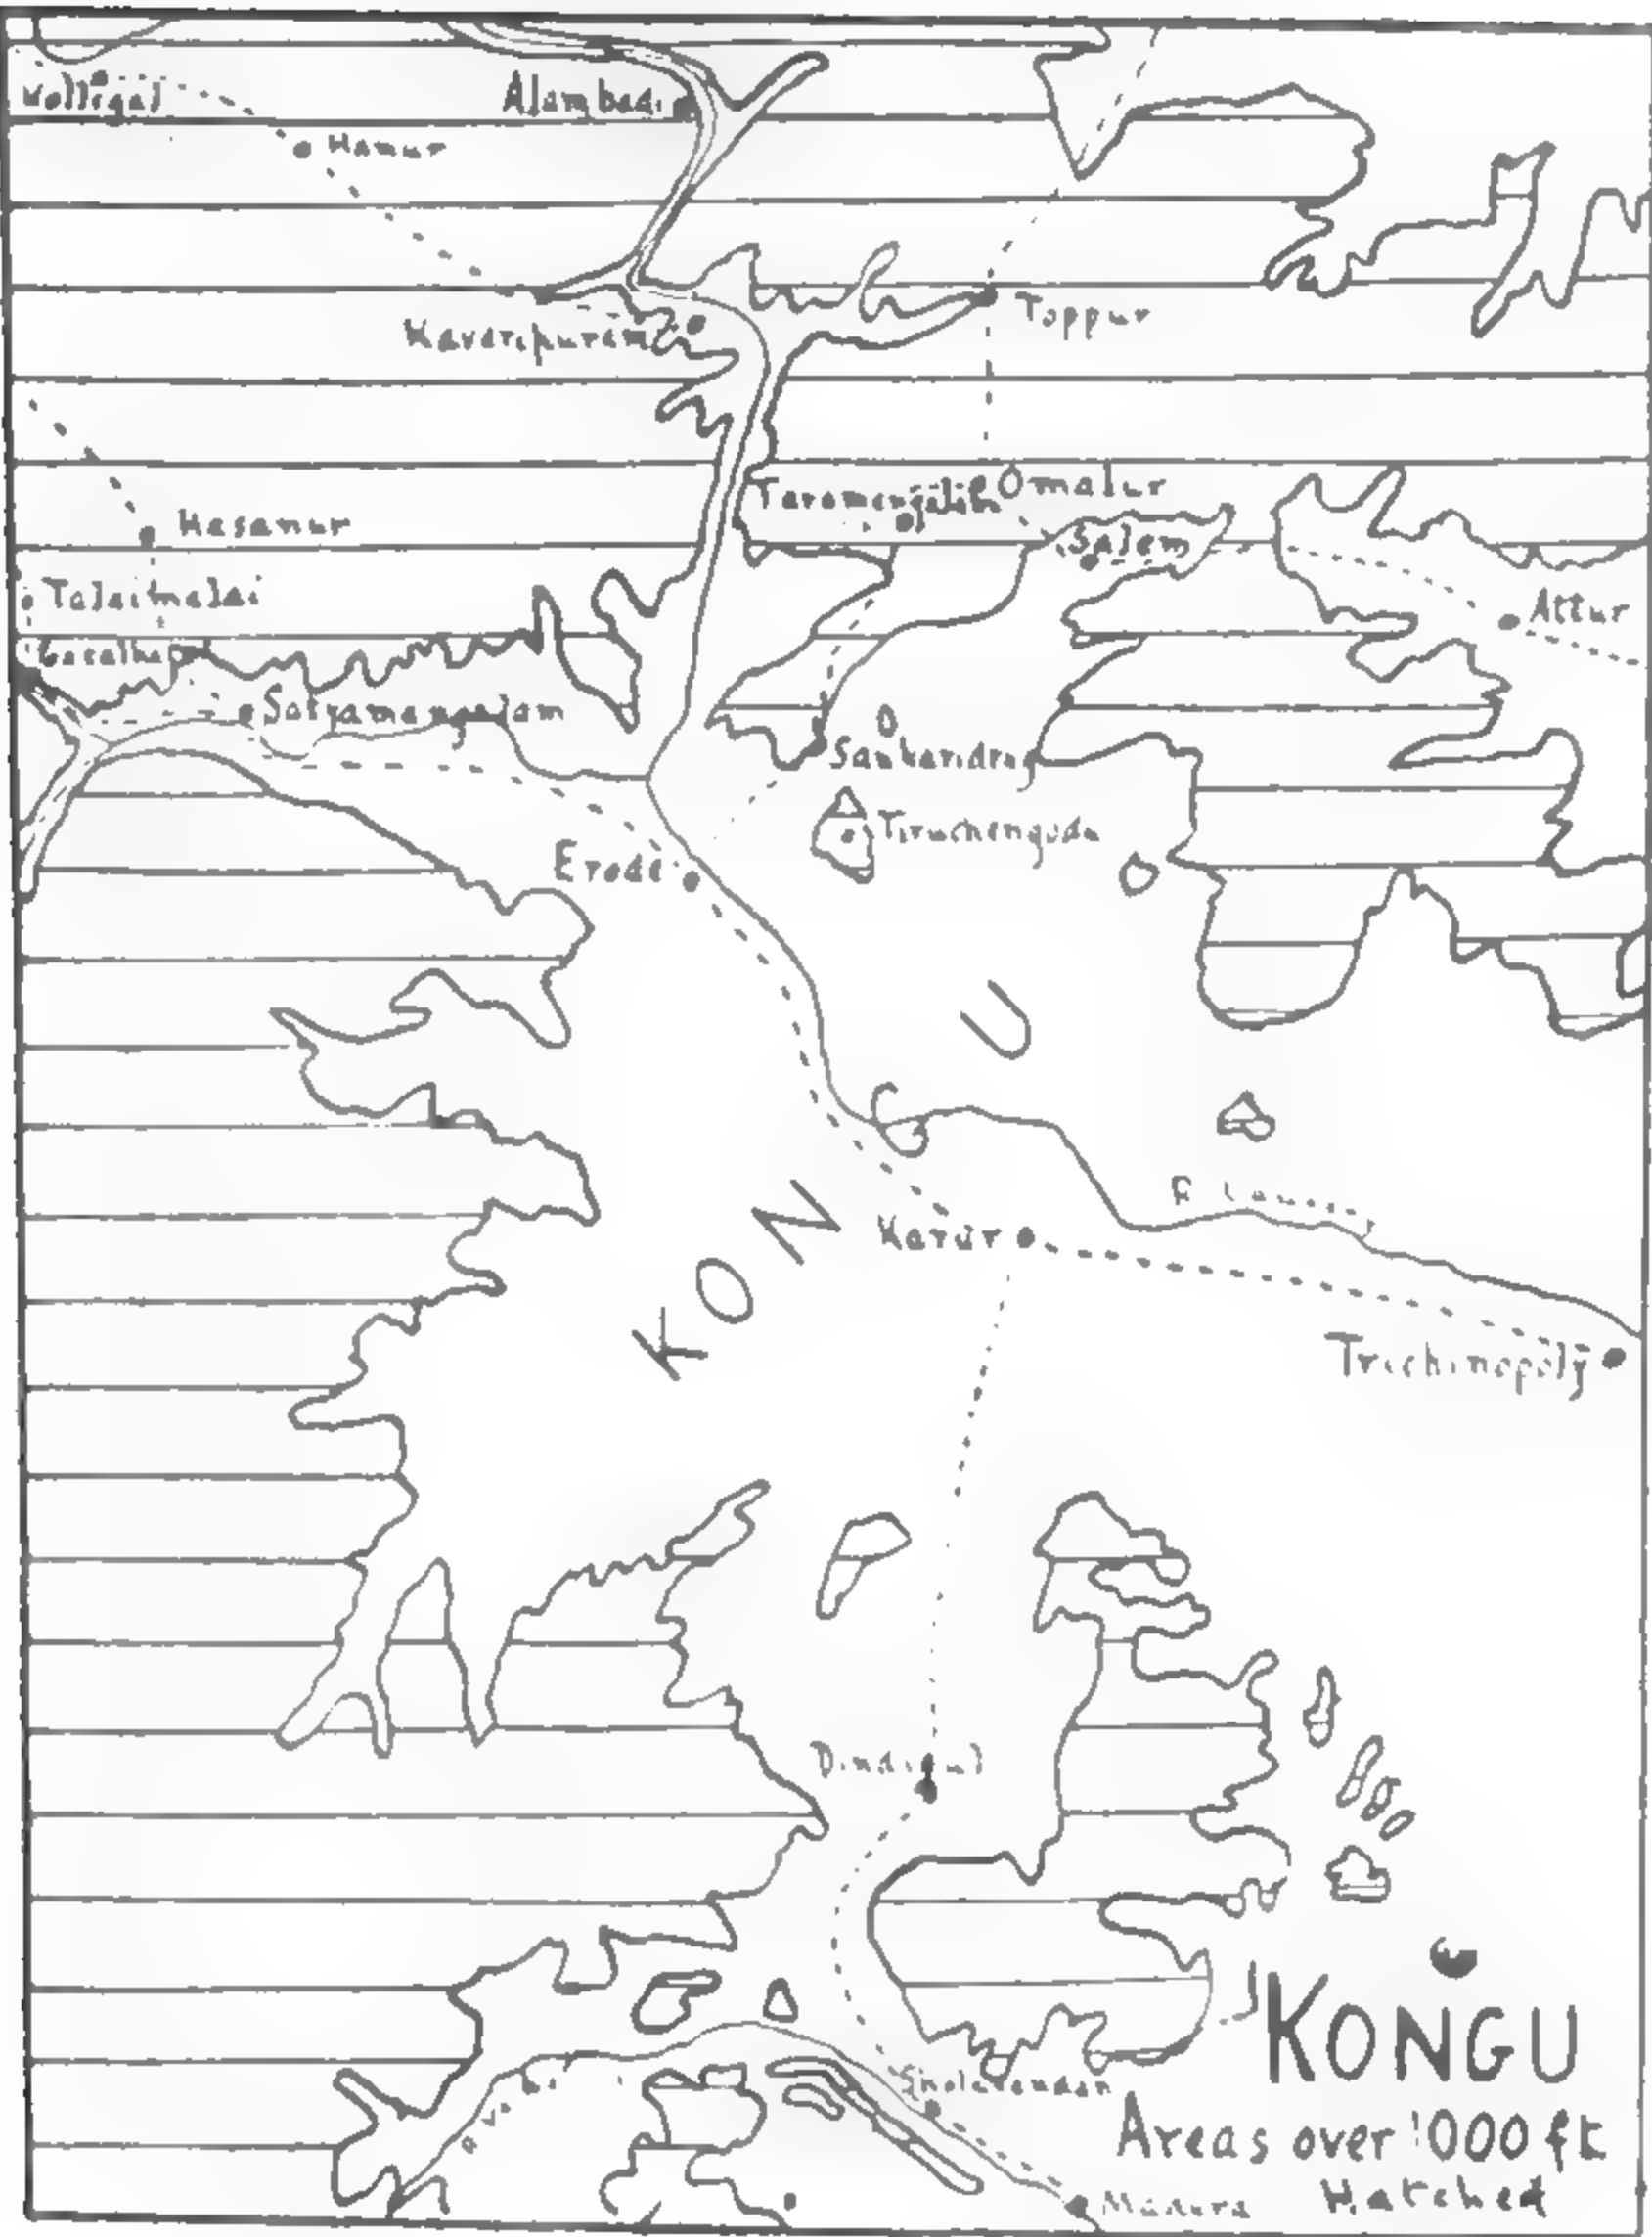 Kollegal
Alambadi
Hanur
Kaveripuram
Toppur
Taramangalam
Omalur
Hasanur
Salem
Talaimalai
Attur
Gazalhatti
Satyamangalam
Sankaridrug
Tiruchengodu
Erode
KONGU
R Cauvery
Karur
Trichinopoly
Dindigul
Sholavandan
Madura
KONGU
Areas over 1000 ft
Hatched